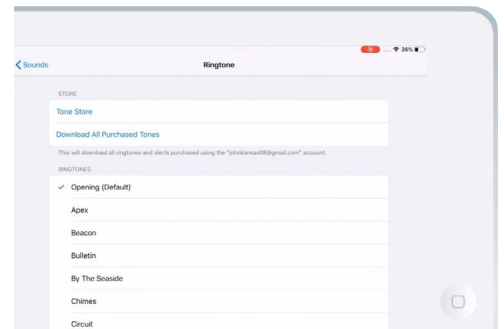 36%
Sounds
Ringtone
STORE
Tone Store
Download All Purchased Tones
This will download all ringtones and alerts purchased using the "johnkansas08@gmail.com" account.
RINGTONES
Opening (Default)
Apex
Beacon
Bulletin
By The Seaside
Chimes
Circuit